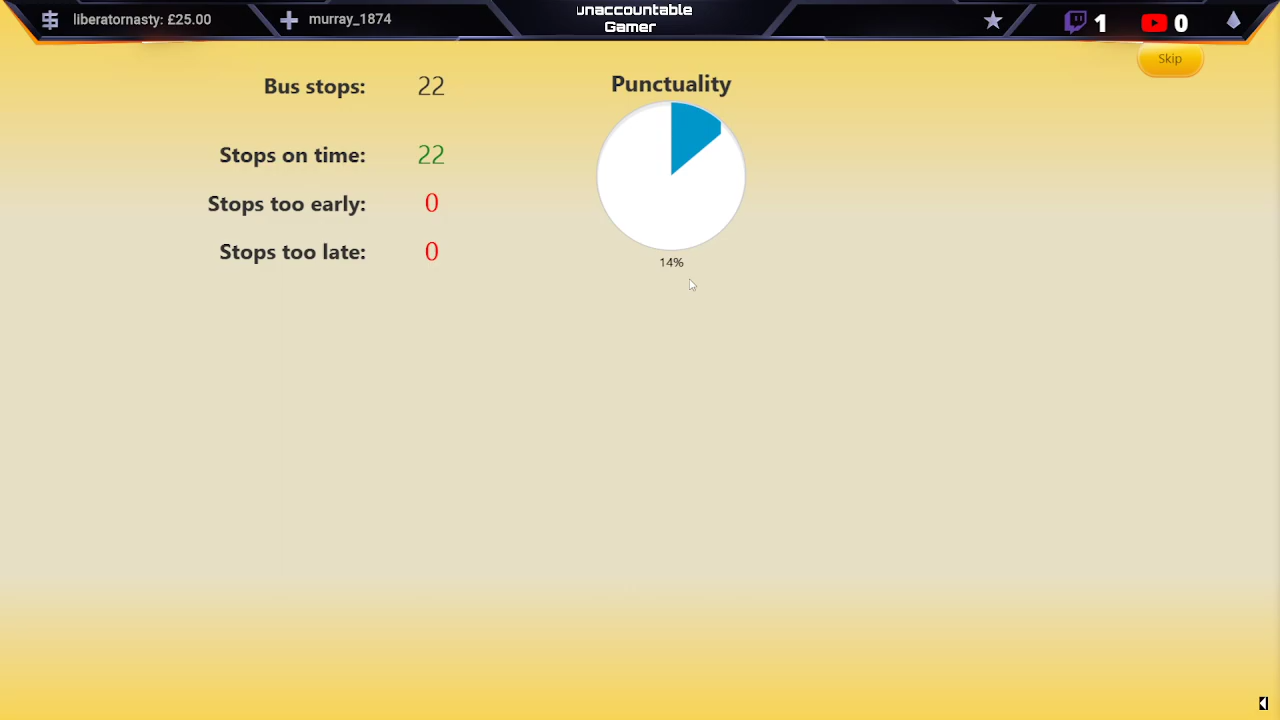 liberatornasty: £25.00
murray_1874
unaccountable
Gamer
1
0
Skip
Bus stops: 22
Punctuality
Stops on time: 22
Stops too early: 0
Stops too late: 0
14%